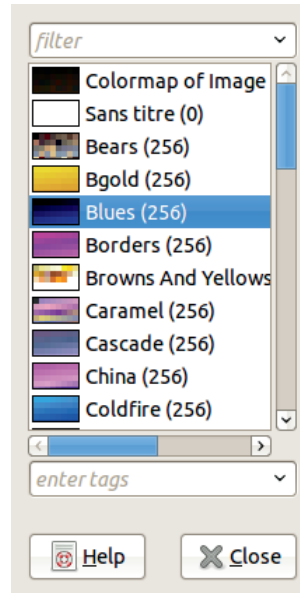 filter
Colormap of Image
Sans titre (0)
Bears (256)
Bgold (256)
Blues (256)
Borders (256)
Browns And Yellows
Caramel (256)
Cascade (256)
China (256)
Coldfire (256)
enter tags
Help
Close